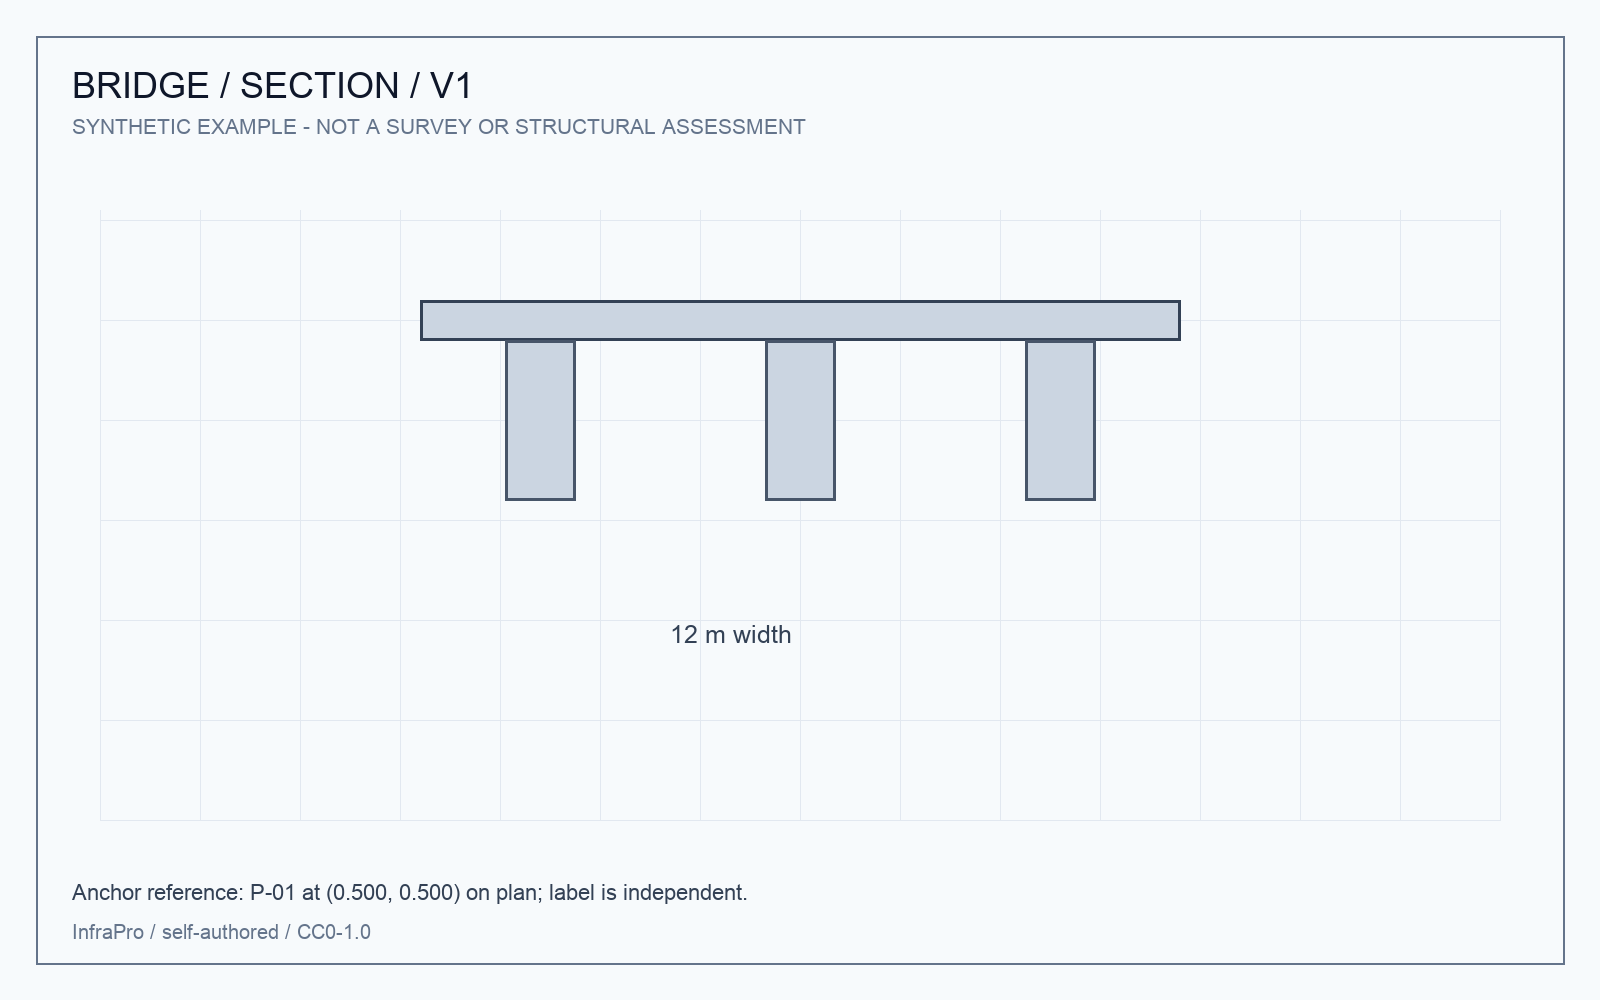 BRIDGE / SECTION / V1
SYNTHETIC EXAMPLE - NOT A SURVEY OR STRUCTURAL ASSESSMENT
12 m width
Anchor reference: P-01 at (0.500, 0.500) on plan; label is independent.
InfraPro / self-authored / CC0-1.0